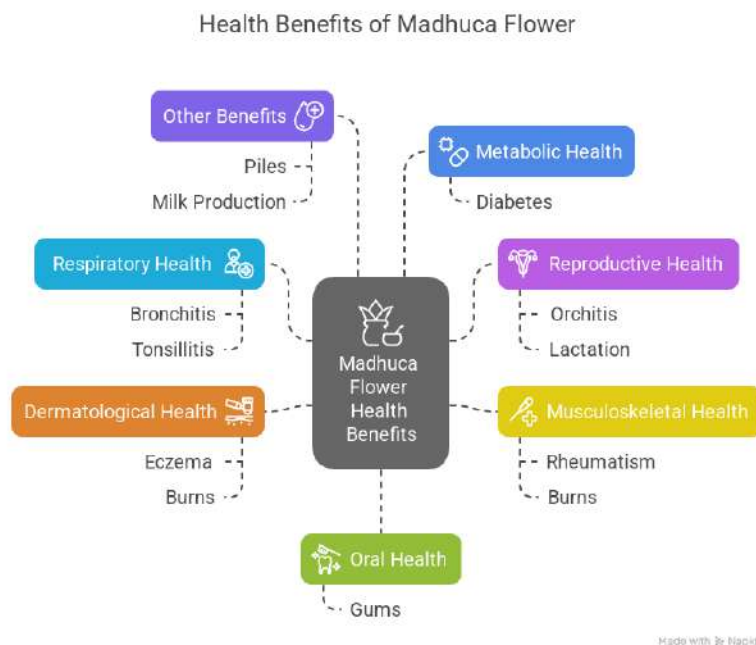 Health Benefits of Madhuca Flower
Other Benefits
Piles
Milk Production
Metabolic Health
Diabetes
Respiratory Health
Bronchitis
Tonsillitis
Reproductive Health
Orchitis
Lactation
Madhuca
Flower
Health
Benefits
Dermatological Health
Eczema
Burns
Musculoskeletal Health
Rheumatism
Burns
Oral Health
Gums
Made with